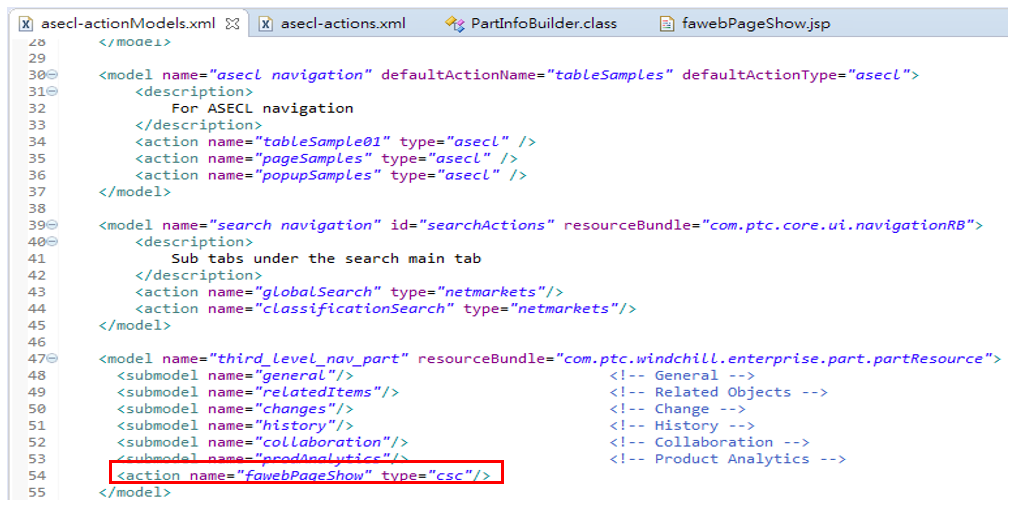 asecl-actionModels.xml asecl-actions.xml PartInfoBuilder.class fawebPageShow.jsp
28 </model>
29
30 <model name="asecl navigation" defaultActionName="tableSamples" defaultActionType="asecl">
31 <description>
32 For ASECL navigation
33 </description>
34 <action name="tableSample01" type="asecl" />
35 <action name="pageSamples" type="asecl" />
36 <action name="popupSamples" type="asecl" />
37 </model>
38
39 <model name="search navigation" id="searchActions" resourceBundle="com.ptc.core.ui.navigationRB">
40 <description>
41 Sub tabs under the search main tab
42 </description>
43 <action name="globalSearch" type="netmarkets"/>
44 <action name="classificationSearch" type="netmarkets"/>
45 </model>
46
47 <model name="third_level_nav_part" resourceBundle="com.ptc.windchill.enterprise.part.partResource">
48 <submodel name="general"/> <!-- General -->
49 <submodel name="relatedItems"/> <!-- Related Objects -->
50 <submodel name="changes"/> <!-- Change -->
51 <submodel name="history"/> <!-- History -->
52 <submodel name="collaboration"/> <!-- Collaboration -->
53 <submodel name="prodAnalytics"/> <!-- Product Analytics -->
54 <action name="fawebPageShow" type="csc"/>
55 </model>